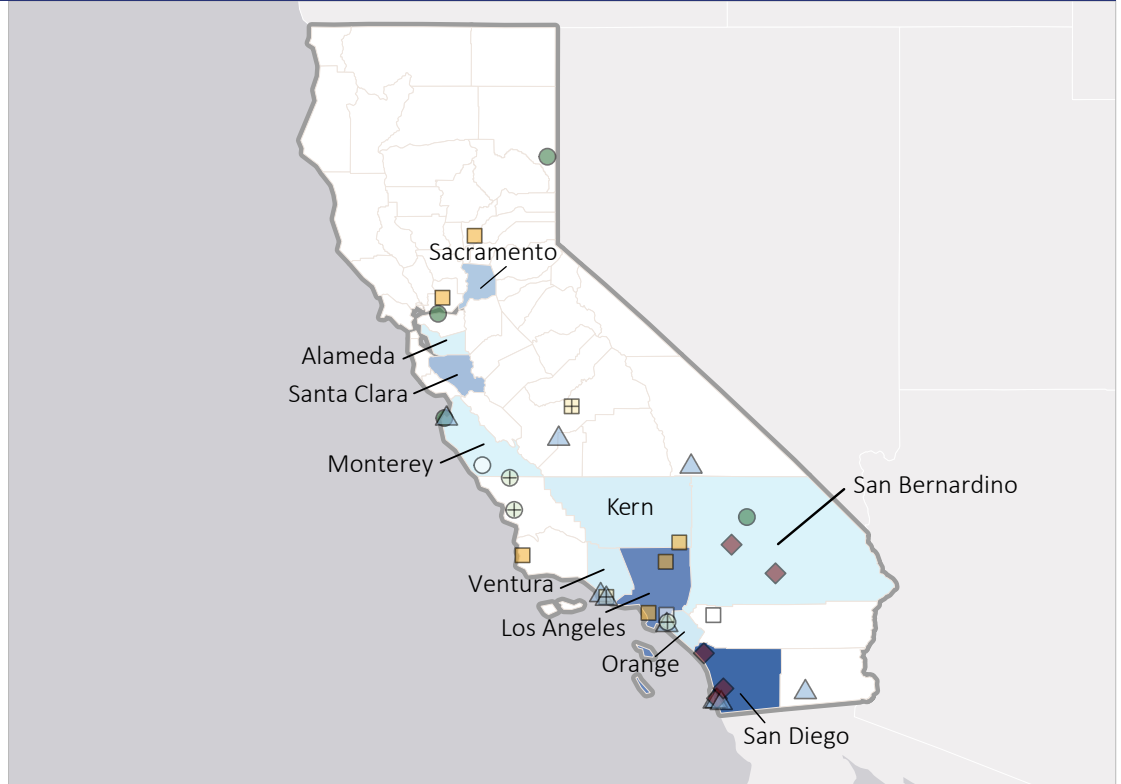 Sacramento
Alameda
Santa Clara
Monterey
San Bernardino
Kern
Ventura
Los Angeles
Orange
San Diego